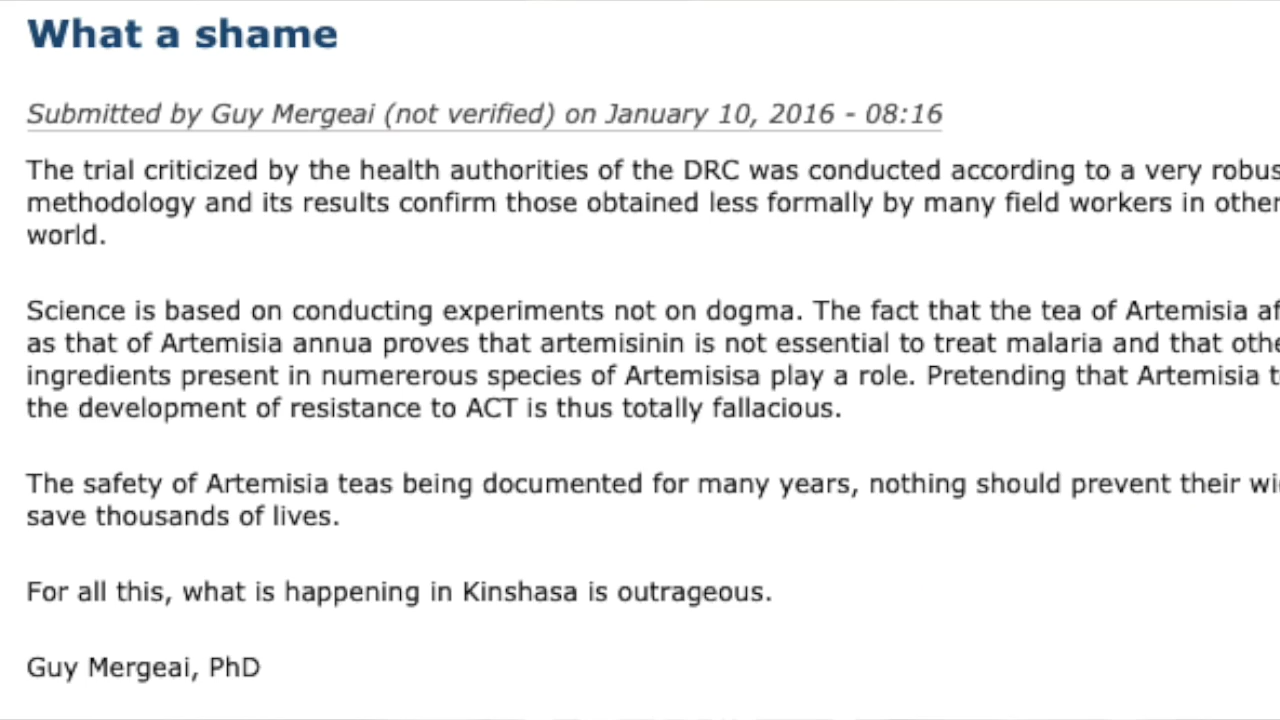 What a shame
Submitted by Guy Mergeai (not verified) on January 10, 2016 - 08:16
The trial criticized by the health authorities of the DRC was conducted according to a very
methodology and its results confirm those obtained less formally by many field workers in other
world.
Science is based on conducting experiments not on dogma. The fact that the tea of Artemisia
as that of Artemisia annua proves that artemisinin is not essential to treat malaria and that
ingredients present in numererous species of Artemisisa play a role. Pretending that Artemisia
the development of resistance to ACT is thus totally fallacious.
The safety of Artemisia teas being documented for many years, nothing should prevent their
save thousands of lives.
For all this, what is happening in Kinshasa is outrageous.
Guy Mergeai, PhD